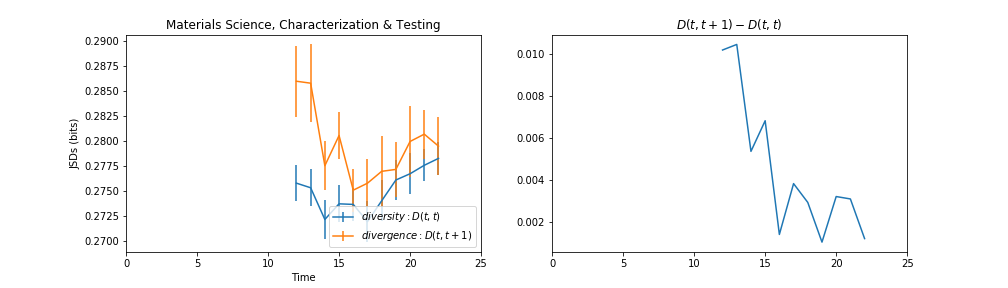 Materials Science, Characterization & Testing
JSDs (bits)
0.2900
0.2875
0.2850
0.2825
0.2800
0.2775
0.2750
0.2725
0.2700
0 5 10 15 20 25
Time
diversity: D(t, t)
divergence: D(t, t + 1)
D(t, t + 1) − D(t, t)
0.010
0.008
0.006
0.004
0.002
0 5 10 15 20 25